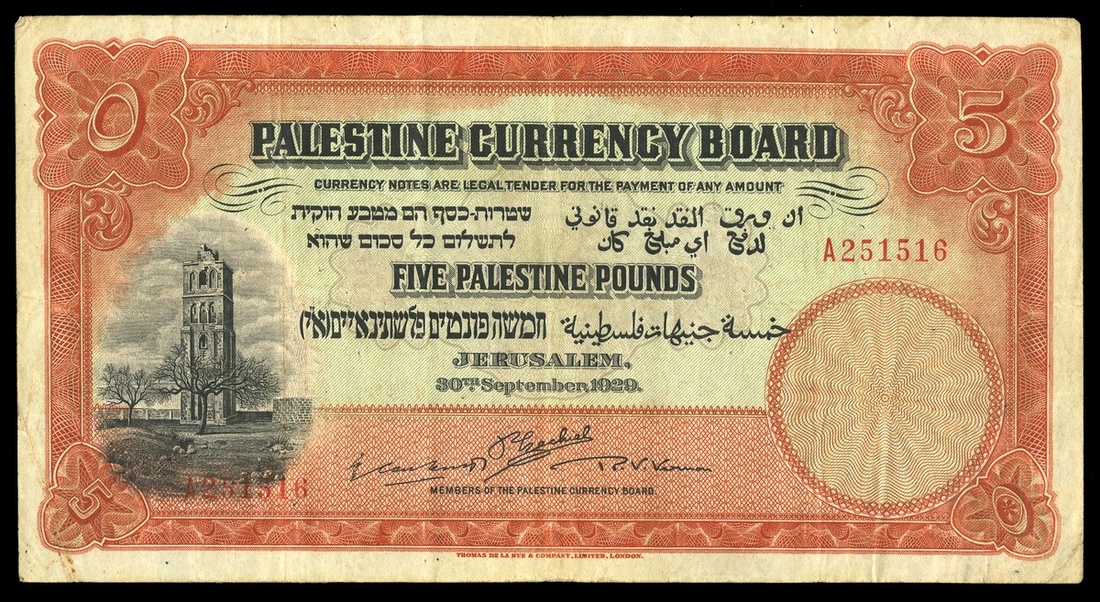 ٥
5
PALESTINE CURRENCY BOARD
CURRENCY NOTES ARE LEGAL TENDER FOR THE PAYMENT OF ANY AMOUNT
שטרות-כסף הם מטבע חוקית
לתשלום כל סכום שהוא
ان ورق النقد نقد قانوني
لدفع اي مبلغ كان
A251516
FIVE PALESTINE POUNDS
חמשה פונטים פלשתינאיים (א״י)
خمسة جنيهات فلسطينية
JERUSALEM,
30TH September, 1929.
A251516
MEMBERS OF THE PALESTINE CURRENCY BOARD.
5
٥
THOMAS DE LA RUE & COMPANY, LIMITED, LONDON.